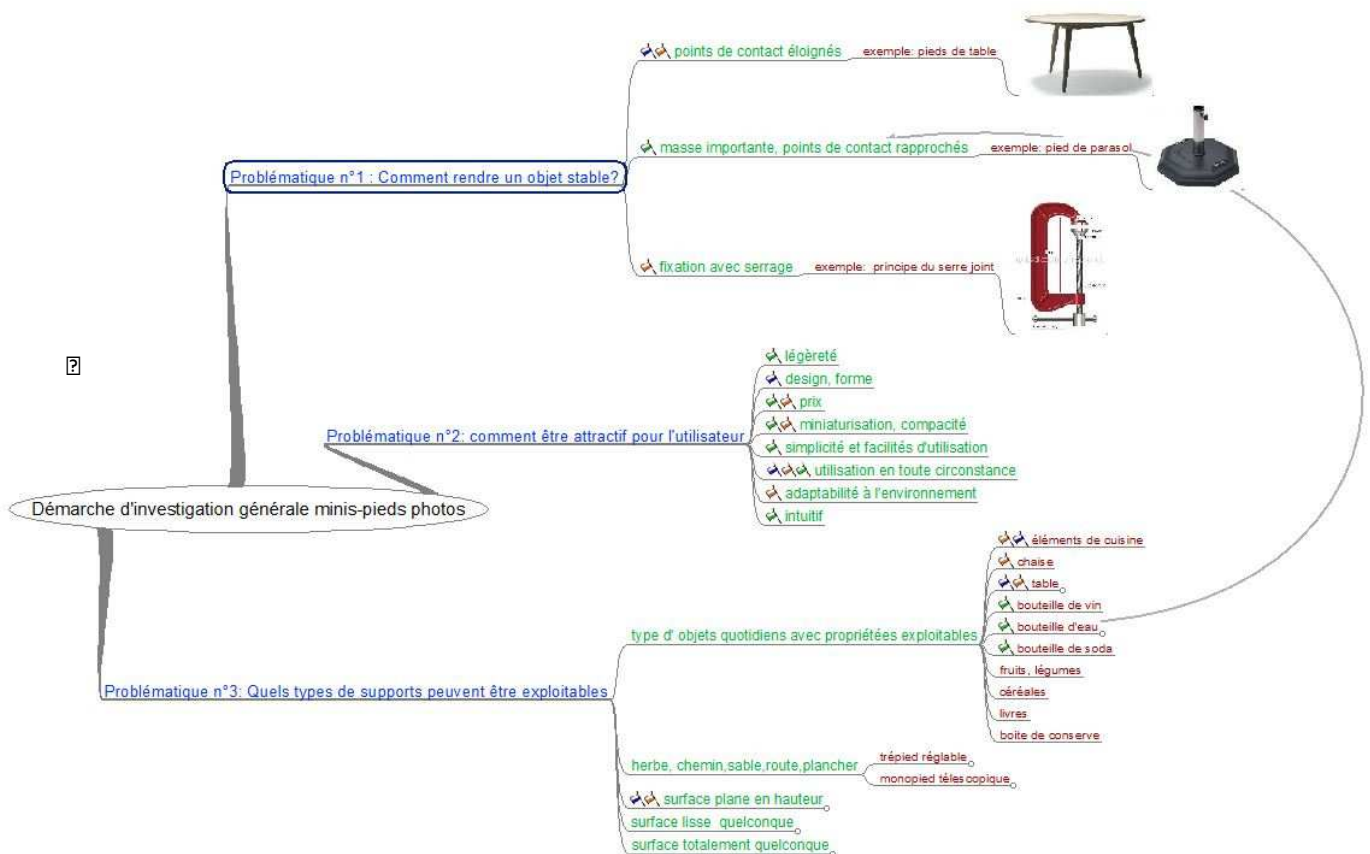 points de contact éloignés
exemple: pieds de table
masse importante, points de contact rapprochés
exemple: pied de parasol
Problématique n°1 : Comment rendre un objet stable?
fixation avec serrage
exemple: principe du serre joint
légèreté
design, forme
prix
miniaturisation, compacité
Problématique n°2: comment être attractif pour l'utilisateur
simplicité et facilités d'utilisation
utilisation en toute circonstance
adaptabilité à l'environnement
intuitif
Démarche d'investigation générale minis-pieds photos
éléments de cuisine
chaise
table
bouteille de vin
type d' objets quotidiens avec propriétées exploitables
bouteille d'eau
bouteille de soda
fruits, légumes
céréales
livres
boite de conserve
Problématique n°3: Quels types de supports peuvent être exploitables
herbe, chemin,sable,route,plancher
trépied réglable
monopied télescopique
surface plane en hauteur
surface lisse quelconque
surface totalement quelconque